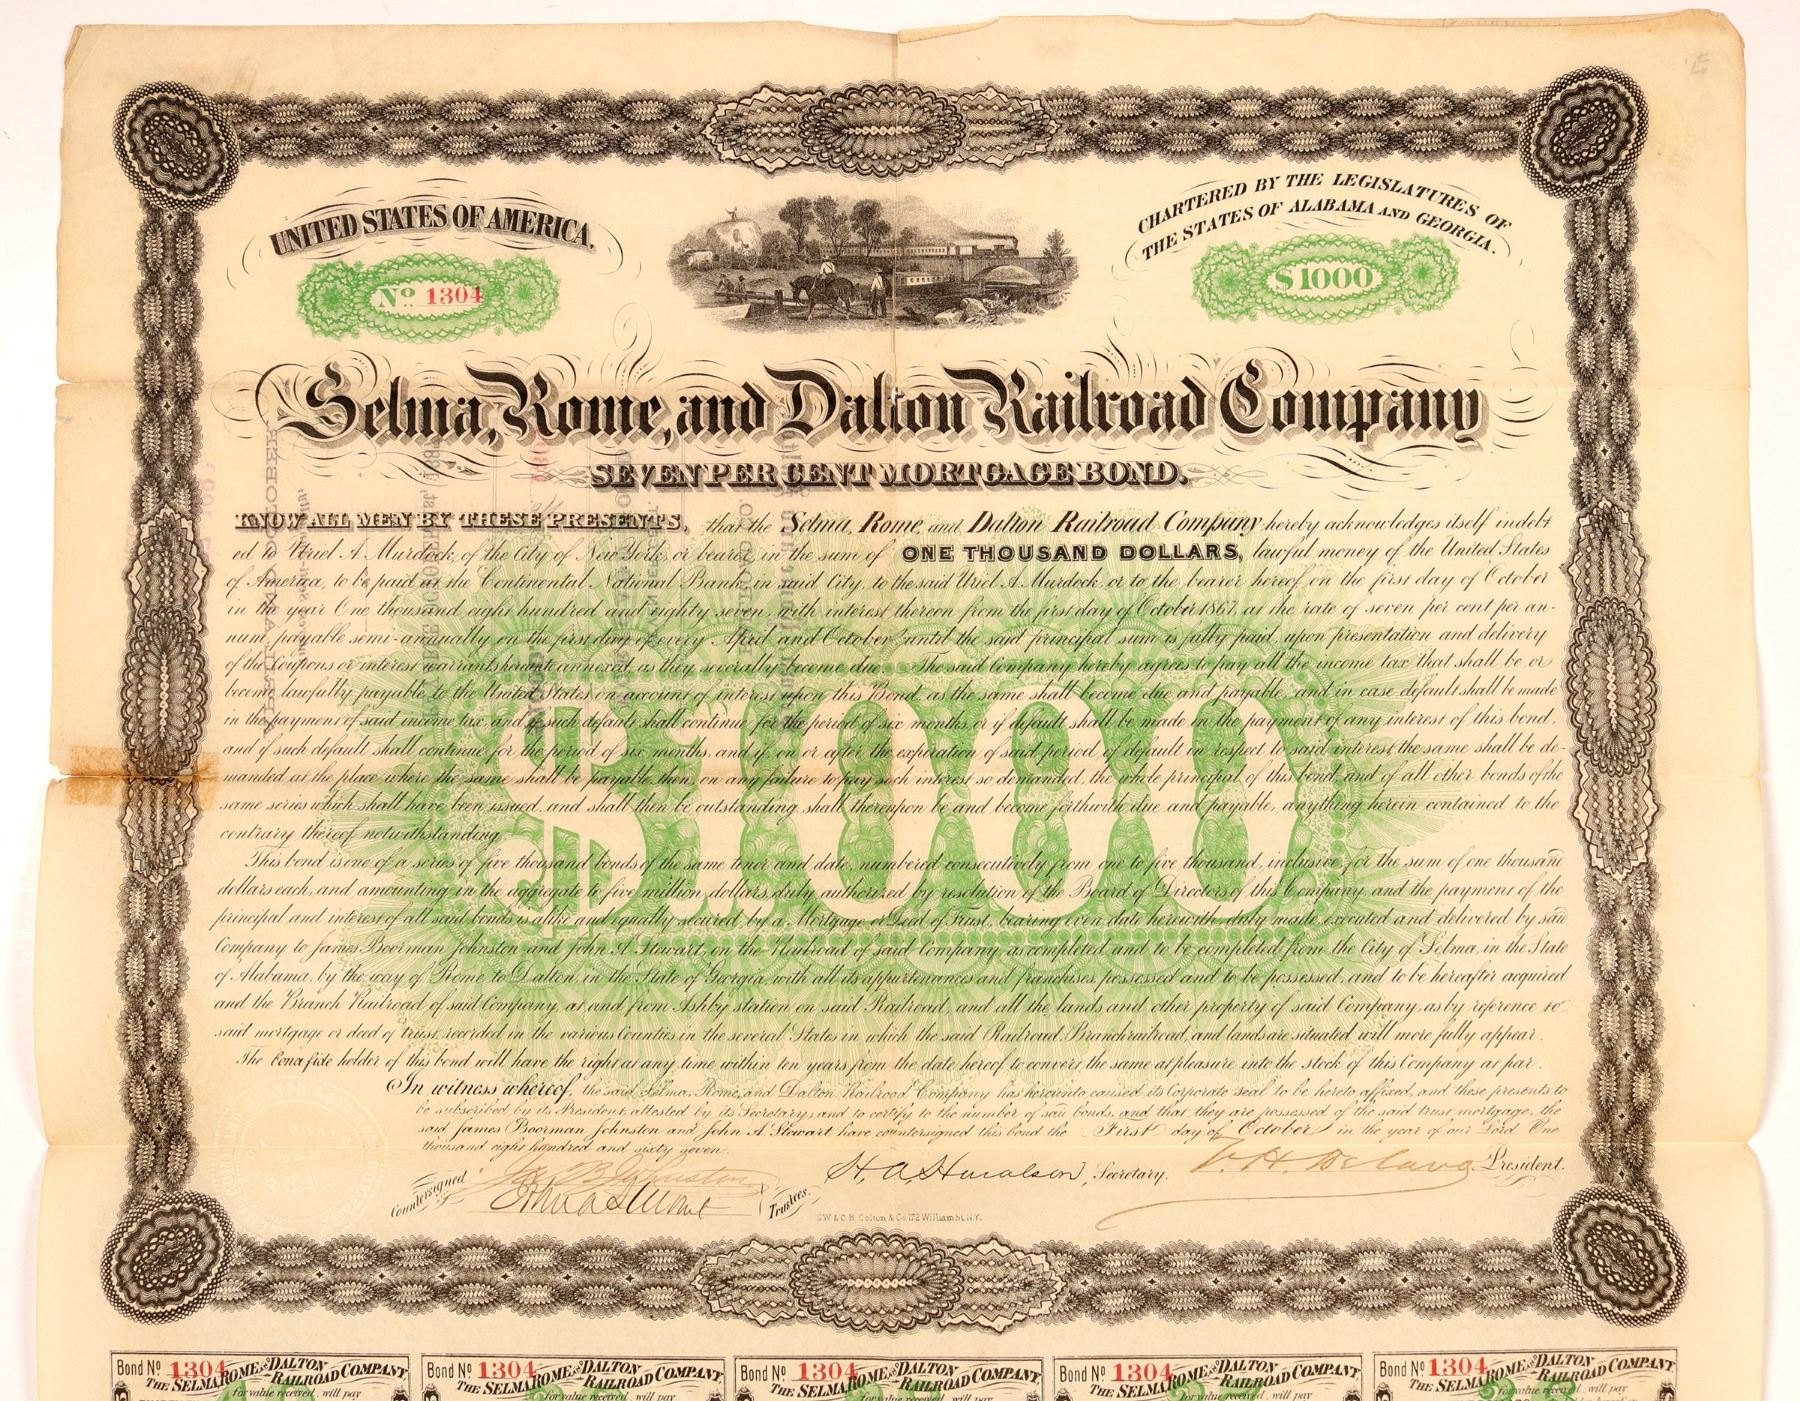 UNITED STATES OF AMERICA.
CHARTERED BY THE LEGISLATURES OF
THE STATES OF ALABAMA AND GEORGIA.
No. 1304
$1000
Selma, Rome, and Dalton Railroad Company
SEVEN PER CENT MORTGAGE BOND.
KNOW ALL MEN BY THESE PRESENTS, that the Selma, Rome, and Dalton Railroad Company hereby acknowledges itself indebt
ed to Uriel A. Murdock, of the City of New York, or bearer, in the sum of ONE THOUSAND DOLLARS, lawful money of the United States
of America, to be paid at the Continental National Bank, in said City, to the said Uriel A. Murdock, or to the bearer hereof, on the first day of October
in the year One thousand eight hundred and eighty seven, with interest thereon from the first day of October 1867, at the rate of seven per cent per an-
num, payable semi-annually on the first day of every April and October until the said principal sum is fully paid, upon presentation and delivery
of the Coupons or interest warrants hereunto annexed, as they severally become due. The said Company hereby agrees to pay all the income tax that shall be or
become lawfully payable to the United States on account of interest upon this Bond, as the same shall become due and payable, and in case default shall be made
in the payment of said income tax, and if such default shall continue for the period of six months, or if default shall be made in the payment of any interest of this bond,
and if such default shall continue for the period of six months, and if on or after the expiration of said period of default in respect to said interest the same shall be de-
manded at the place where the same shall be payable, then, on any failure to pay such interest so demanded, the whole principal of this bond and of all other bonds of the
same series which shall have been issued, and shall then be outstanding shall thereupon be and become forthwith due and payable, anything herein contained to the
contrary thereof notwithstanding.
This bond is one of a series of five thousand bonds of the same tenor and date, numbered consecutively from one to five thousand, inclusive for the sum of one thousand
dollars each, and amounting in the aggregate to five million dollars, duly authorized by resolution of the Board of Directors of this Company, and the payment of the
principal and interest of all said bonds is alike and equally secured by a Mortgage or Deed of Trust, bearing even date herewith, duly made, executed and delivered by said
Company to James Boorman Johnston and John A. Stewart, on the Railroad of said Company as completed and to be completed from the City of Selma, in the State
of Alabama, by the way of Rome to Dalton, in the State of Georgia, with all its appurtenances and franchises possessed and to be possessed, and to be hereafter acquired
and the Branch Railroad of said Company, at and from Ashby station on said Railroad, and all the lands and other property of said Company, as by reference to
said mortgage or deed of trust, recorded in the various Counties in the several States in which the said Railroad, Branch railroad, and lands are situated will more fully appear.
The bona fide holder of this bond will have the right at any time within ten years from the date hereof to convert the same at pleasure into the stock of this Company at par.
In witness whereof, the said Selma, Rome, and Dalton Railroad Company has hereunto caused its Corporate seal to be hereto affixed, and these presents to
be subscribed by its President, attested by its Secretary, and to certify to the number of said bonds, and that they are possessed of the said trust mortgage, the
said James Boorman Johnston and John A. Stewart have countersigned this bond the First day of October in the year of our Lord One
thousand eight hundred and sixty seven.
Countersigned Jas. B. Johnston
John A Stewart Trustees.
Secretary.
President.
G.W. & C.B. Colton & Co. 172 William St. N.Y.
Bond No 1304 THE SELMA ROME AND DALTON RAILROAD COMPANY,
for value received, will pay
Bond No 1304 THE SELMA ROME AND DALTON RAILROAD COMPANY,
for value received, will pay
Bond No 1304 THE SELMA ROME AND DALTON RAILROAD COMPANY,
for value received, will pay
Bond No 1304 THE SELMA ROME AND DALTON RAILROAD COMPANY,
for value received, will pay
Bond No 1304 THE SELMA ROME AND DALTON RAILROAD COMPANY,
for value received, will pay